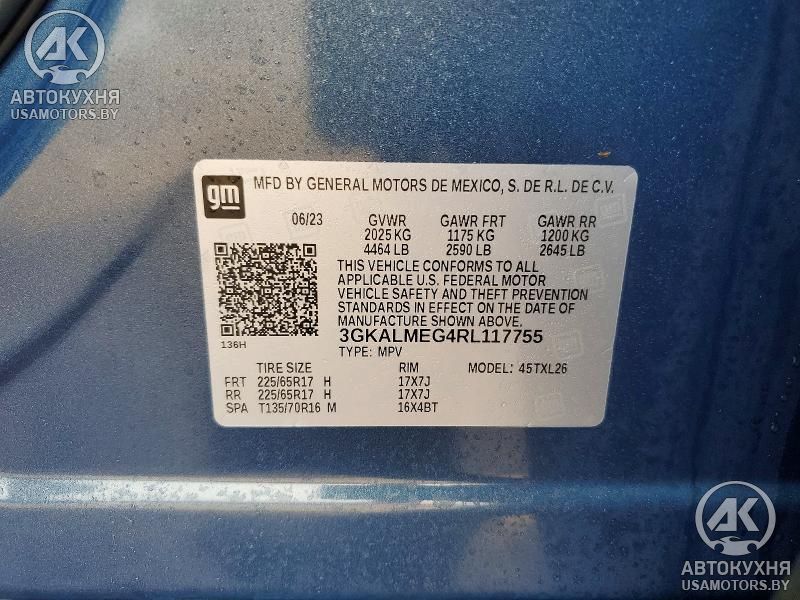 AK
АВТОКУХНЯ
USAMOTORS.BY
gm
MFD BY GENERAL MOTORS DE MEXICO, S. DE R.L. DE C.V.
06/23 GVWR GAWR FRT GAWR RR
2025 KG 1175 KG 1200 KG
4464 LB 2590 LB 2645 LB
THIS VEHICLE CONFORMS TO ALL
APPLICABLE U.S. FEDERAL MOTOR
VEHICLE SAFETY AND THEFT PREVENTION
STANDARDS IN EFFECT ON THE DATE OF
MANUFACTURE SHOWN ABOVE.
136H
3GKALMEG4RL117755
TYPE: MPV MODEL: 45TXL26
TIRE SIZE RIM
FRT 225/65R17 H 17X7J
RR 225/65R17 H 17X7J
SPA T135/70R16 M 16X4BT
AK
АВТОКУХНЯ
USAMOTORS.BY